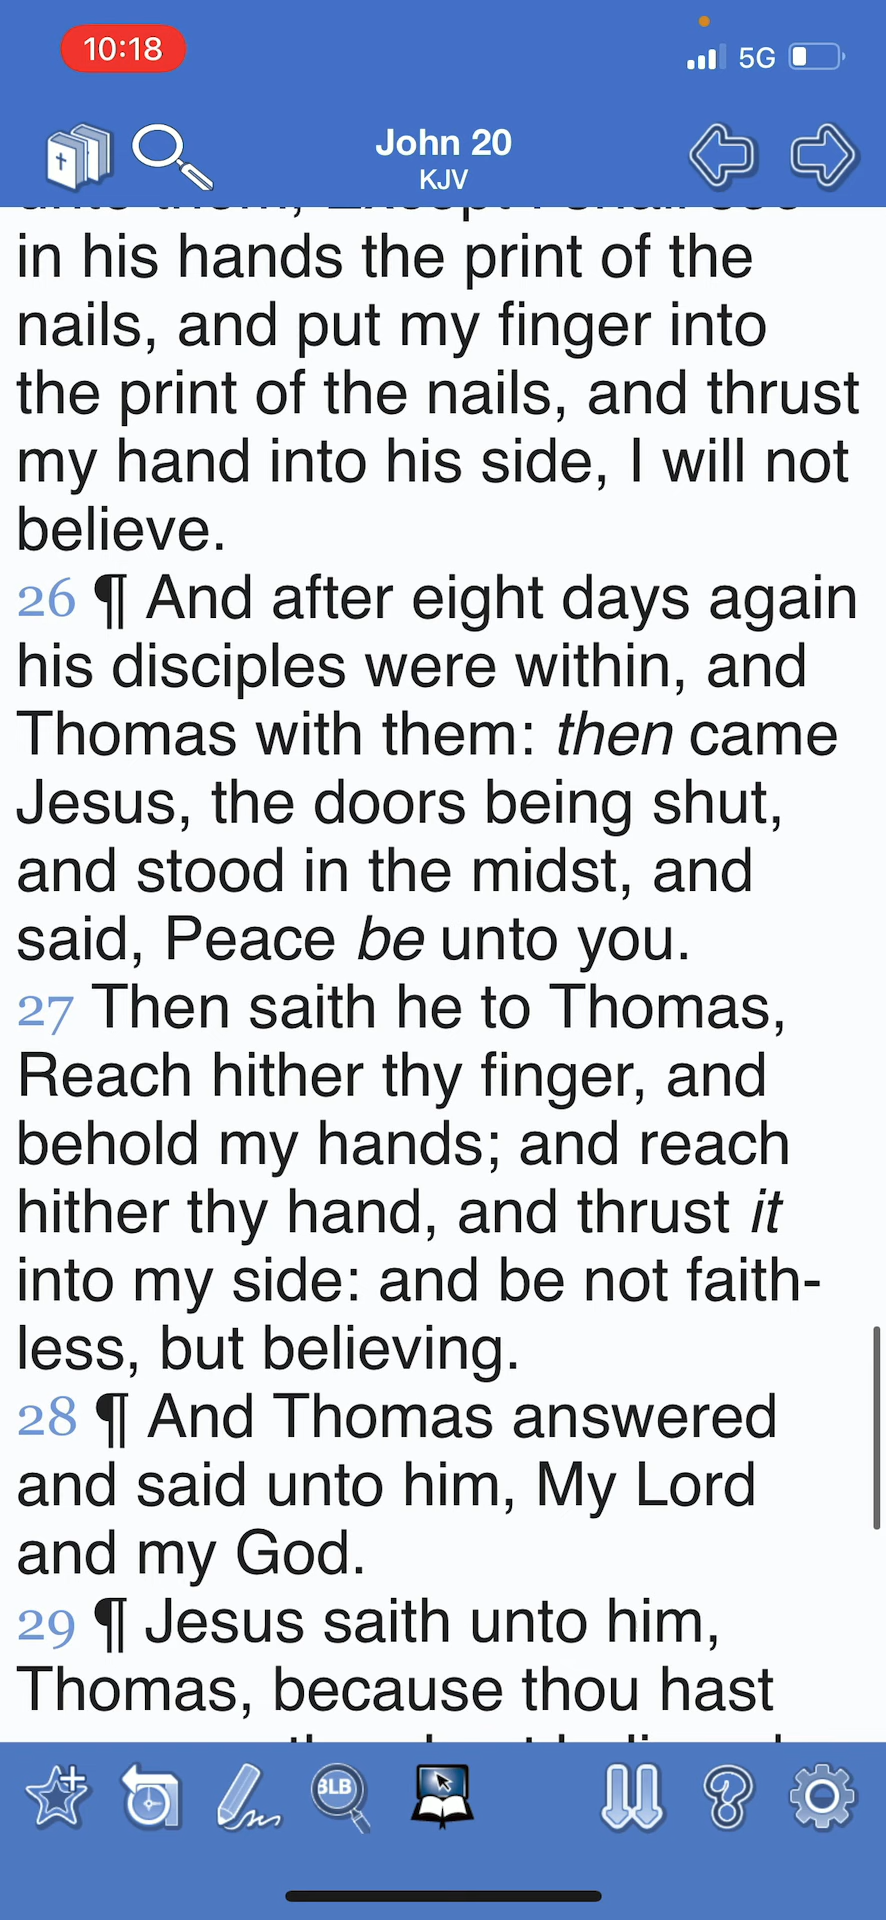 10:18
5G
John 20
KJV
in his hands the print of the
nails, and put my finger into
the print of the nails, and thrust
my hand into his side, I will not
believe.
26 ¶ And after eight days again
his disciples were within, and
Thomas with them: then came
Jesus, the doors being shut,
and stood in the midst, and
said, Peace be unto you.
27 Then saith he to Thomas,
Reach hither thy finger, and
behold my hands; and reach
hither thy hand, and thrust it
into my side: and be not faith-
less, but believing.
28 ¶ And Thomas answered
and said unto him, My Lord
and my God.
29 ¶ Jesus saith unto him,
Thomas, because thou hast
BLB